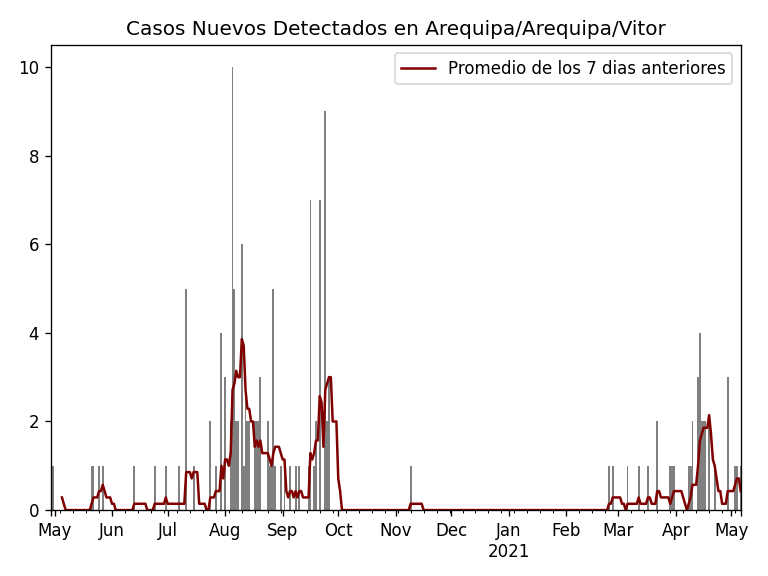 Casos Nuevos Detectados en Arequipa/Arequipa/Vitor
Promedio de los 7 dias anteriores
10
8
6
4
2
0
May Jun Jul Aug Sep Oct Nov Dec Jan Feb Mar Apr May
2021